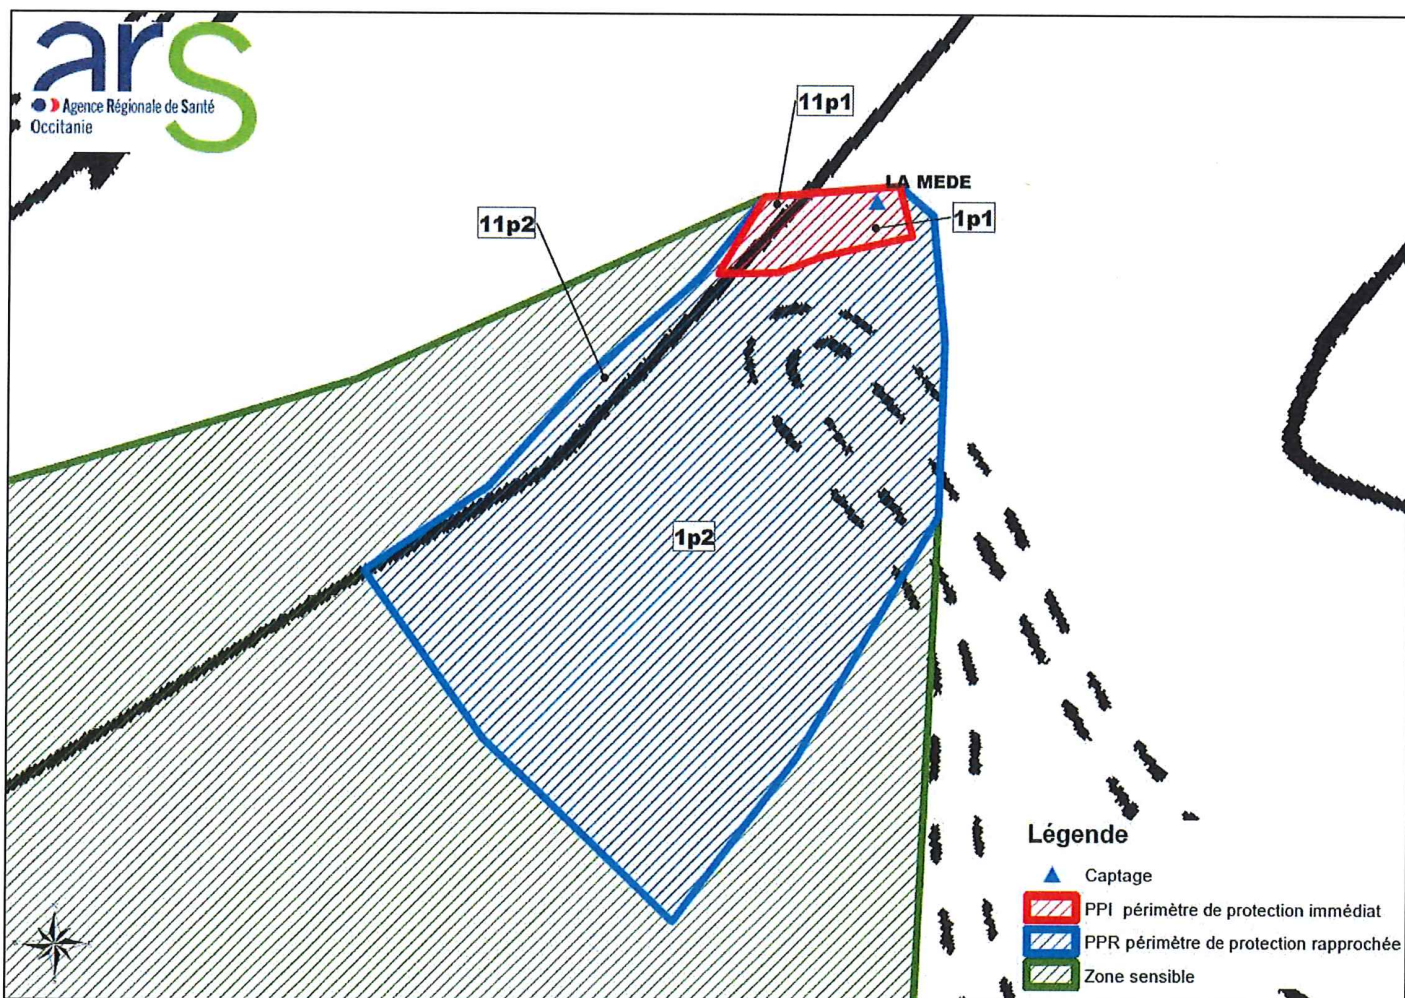 ars
Agence Régionale de Santé
Occitanie
11p1
LA MEDE
11p2
1p1
1p2
Légende
Captage
PPI périmètre de protection immédiat
PPR périmètre de protection rapprochée
Zone sensible